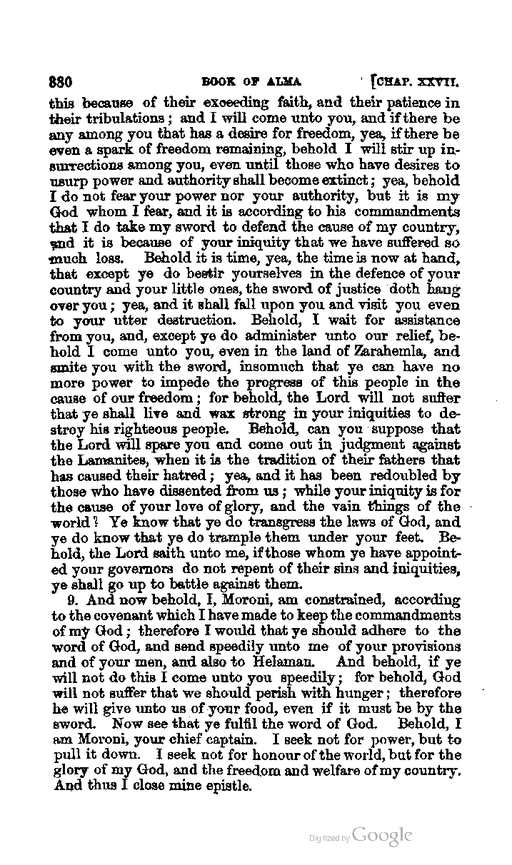 380 BOOK OF ALMA [CHAP. XXVII.
this because of their exceeding faith, and their patience in
their tribulations; and I will come unto you, and if there be
any among you that has a desire for freedom, yea, if there be
even a spark of freedom remaining, behold I will stir up in-
surrections among you, even until those who have desires to
usurp power and authority shall become extinct; yea, behold
I do not fear your power nor your authority, but it is my
God whom I fear, and it is according to his commandments
that I do take my sword to defend the cause of my country,
and it is because of your iniquity that we have suffered so
much loss. Behold it is time, yea, the time is now at hand,
that except ye do bestir yourselves in the defence of your
country and your little ones, the sword of justice doth hang
over you; yea, and it shall fall upon you and visit you even
to your utter destruction. Behold, I wait for assistance
from you, and, except ye do administer unto our relief, be-
hold I come unto you, even in the land of Zarahemla, and
smite you with the sword, insomuch that ye can have no
more power to impede the progress of this people in the
cause of our freedom; for behold, the Lord will not suffer
that ye shall live and wax strong in your iniquities to de-
stroy his righteous people. Behold, can you suppose that
the Lord will spare you and come out in judgment against
the Lamanites, when it is the tradition of their fathers that
has caused their hatred; yea, and it has been redoubled by
those who have dissented from us; while your iniquity is for
the cause of your love of glory, and the vain things of the
world? Ye know that ye do transgress the laws of God, and
ye do know that ye do trample them under your feet. Be-
hold, the Lord saith unto me, if those whom ye have appoint-
ed your governors do not repent of their sins and iniquities,
ye shall go up to battle against them.
9. And now behold, I, Moroni, am constrained, according
to the covenant which I have made to keep the commandments
of my God; therefore I would that ye should adhere to the
word of God, and send speedily unto me of your provisions
and of your men, and also to Helaman. And behold, if ye
will not do this I come unto you speedily; for behold, God
will not suffer that we should perish with hunger; therefore
he will give unto us of your food, even if it must be by the
sword. Now see that ye fulfil the word of God. Behold, I
am Moroni, your chief captain. I seek not for power, but to
pull it down. I seek not for honour of the world, but for the
glory of my God, and the freedom and welfare of my country.
And thus I close mine epistle.
Digitized by Google